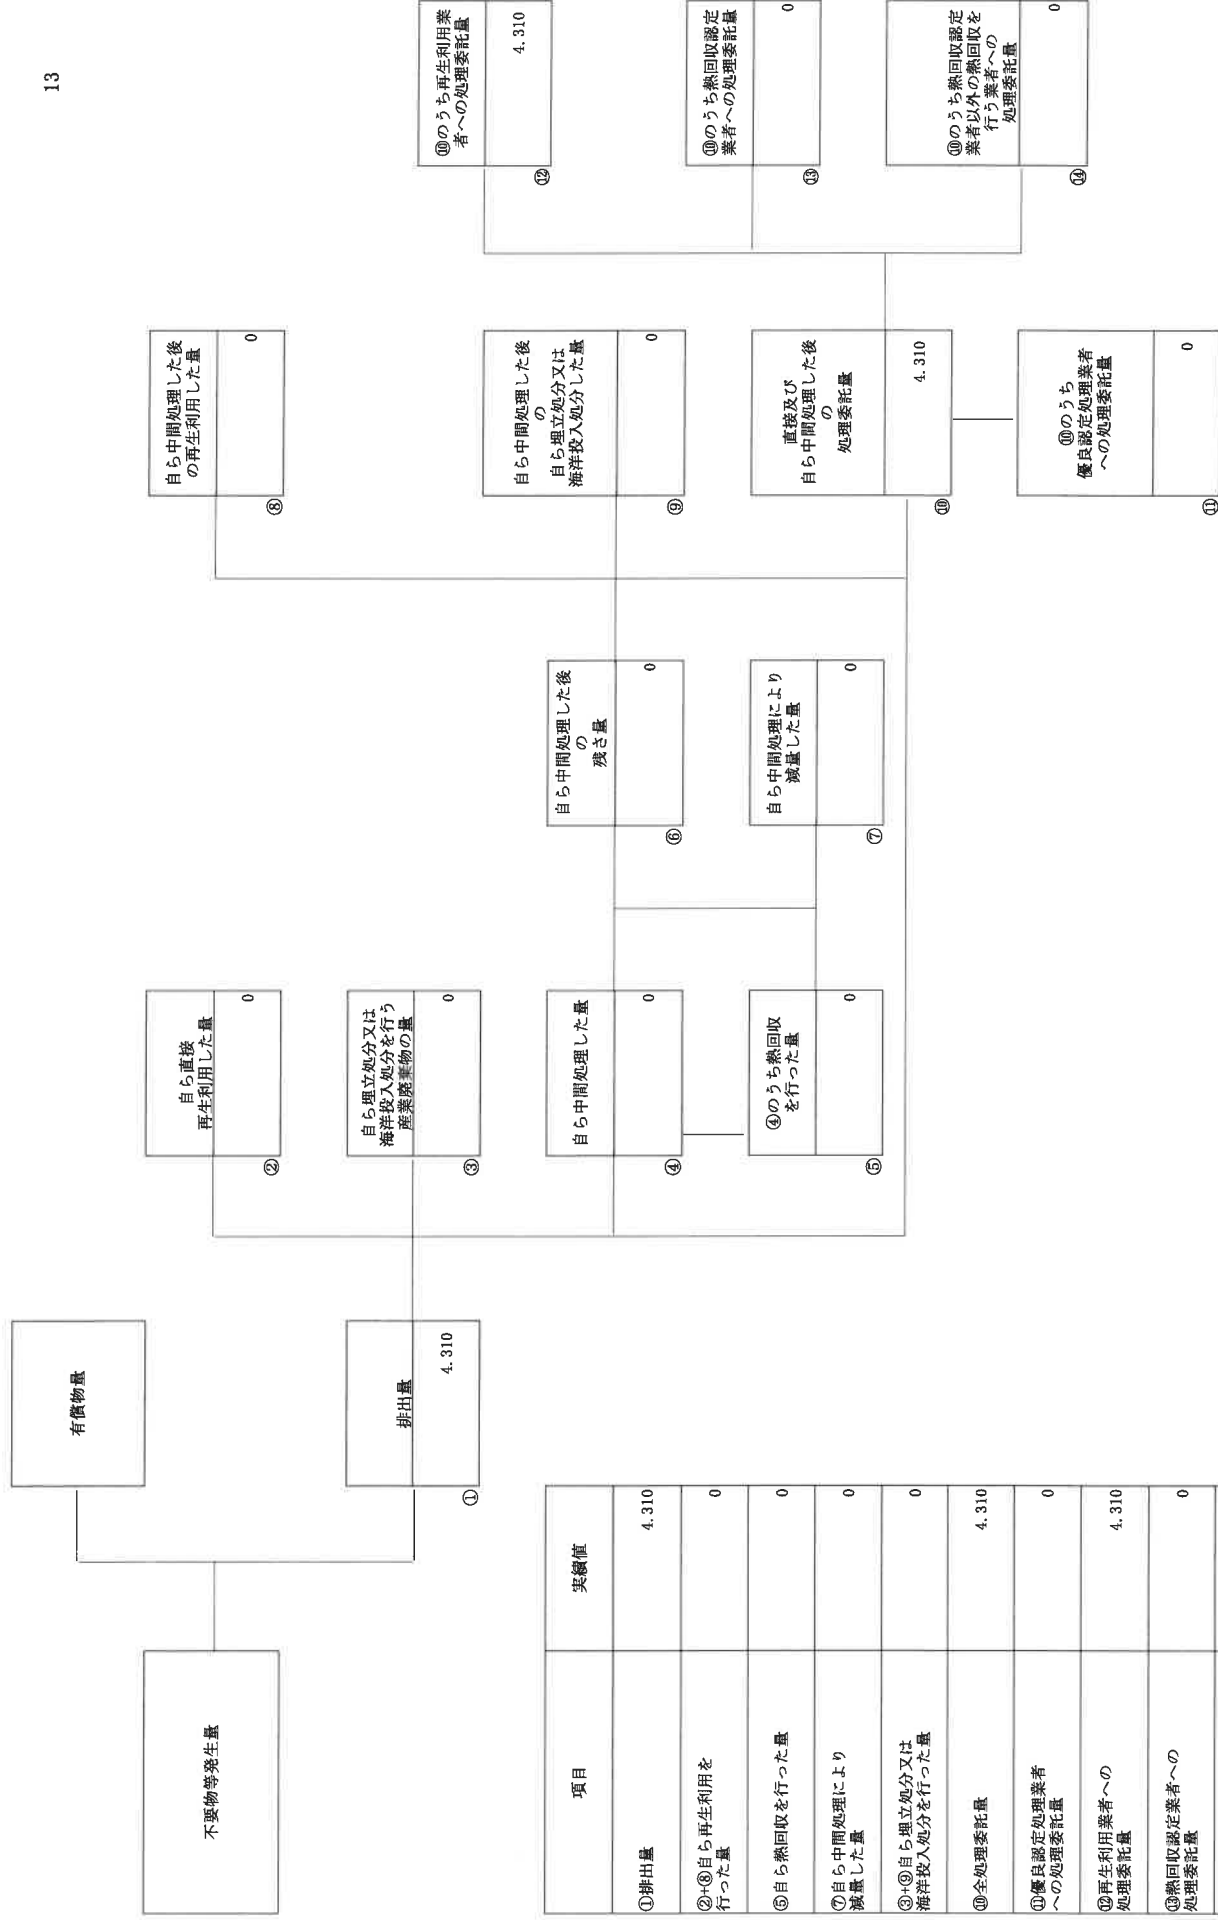 13
不要物等発生量
有償物量
排出量
4.310
①
自ら直接
再生利用した量
0
②
自ら埋立処分又は
海洋投入処分を行う
産業廃棄物の量
0
③
自ら中間処理した量
0
④
④のうち熱回収
を行った量
0
⑤
自ら中間処理した後
の
残さ量
0
⑥
自ら中間処理により
減量した量
0
⑦
自ら中間処理した後
の再生利用した量
0
⑧
自ら中間処理した後
の
自ら埋立処分又は
海洋投入処分した量
0
⑨
直接及び
自ら中間処理した後
の
処理委託量
4.310
⑩
⑩のうち
優良認定処理業者
への処理委託量
0
⑪
⑩のうち再生利用業
者への処理委託量
4.310
⑫
⑩のうち熱回収認定
業者への処理委託量
0
⑬
⑩のうち熱回収認定
業者以外の熱回収を
行う業者への
処理委託量
0
⑭
項目
実績値
①排出量
4.310
②+⑧自ら再生利用を
行った量
0
⑤自ら熱回収を行った量
0
⑦自ら中間処理により
減量した量
0
③+⑨自ら埋立処分又は
海洋投入処分を行った量
0
⑩全処理委託量
4.310
⑪優良認定処理業者
への処理委託量
0
⑫再生利用業者への
処理委託量
4.310
⑬熱回収認定業者への
処理委託量
0